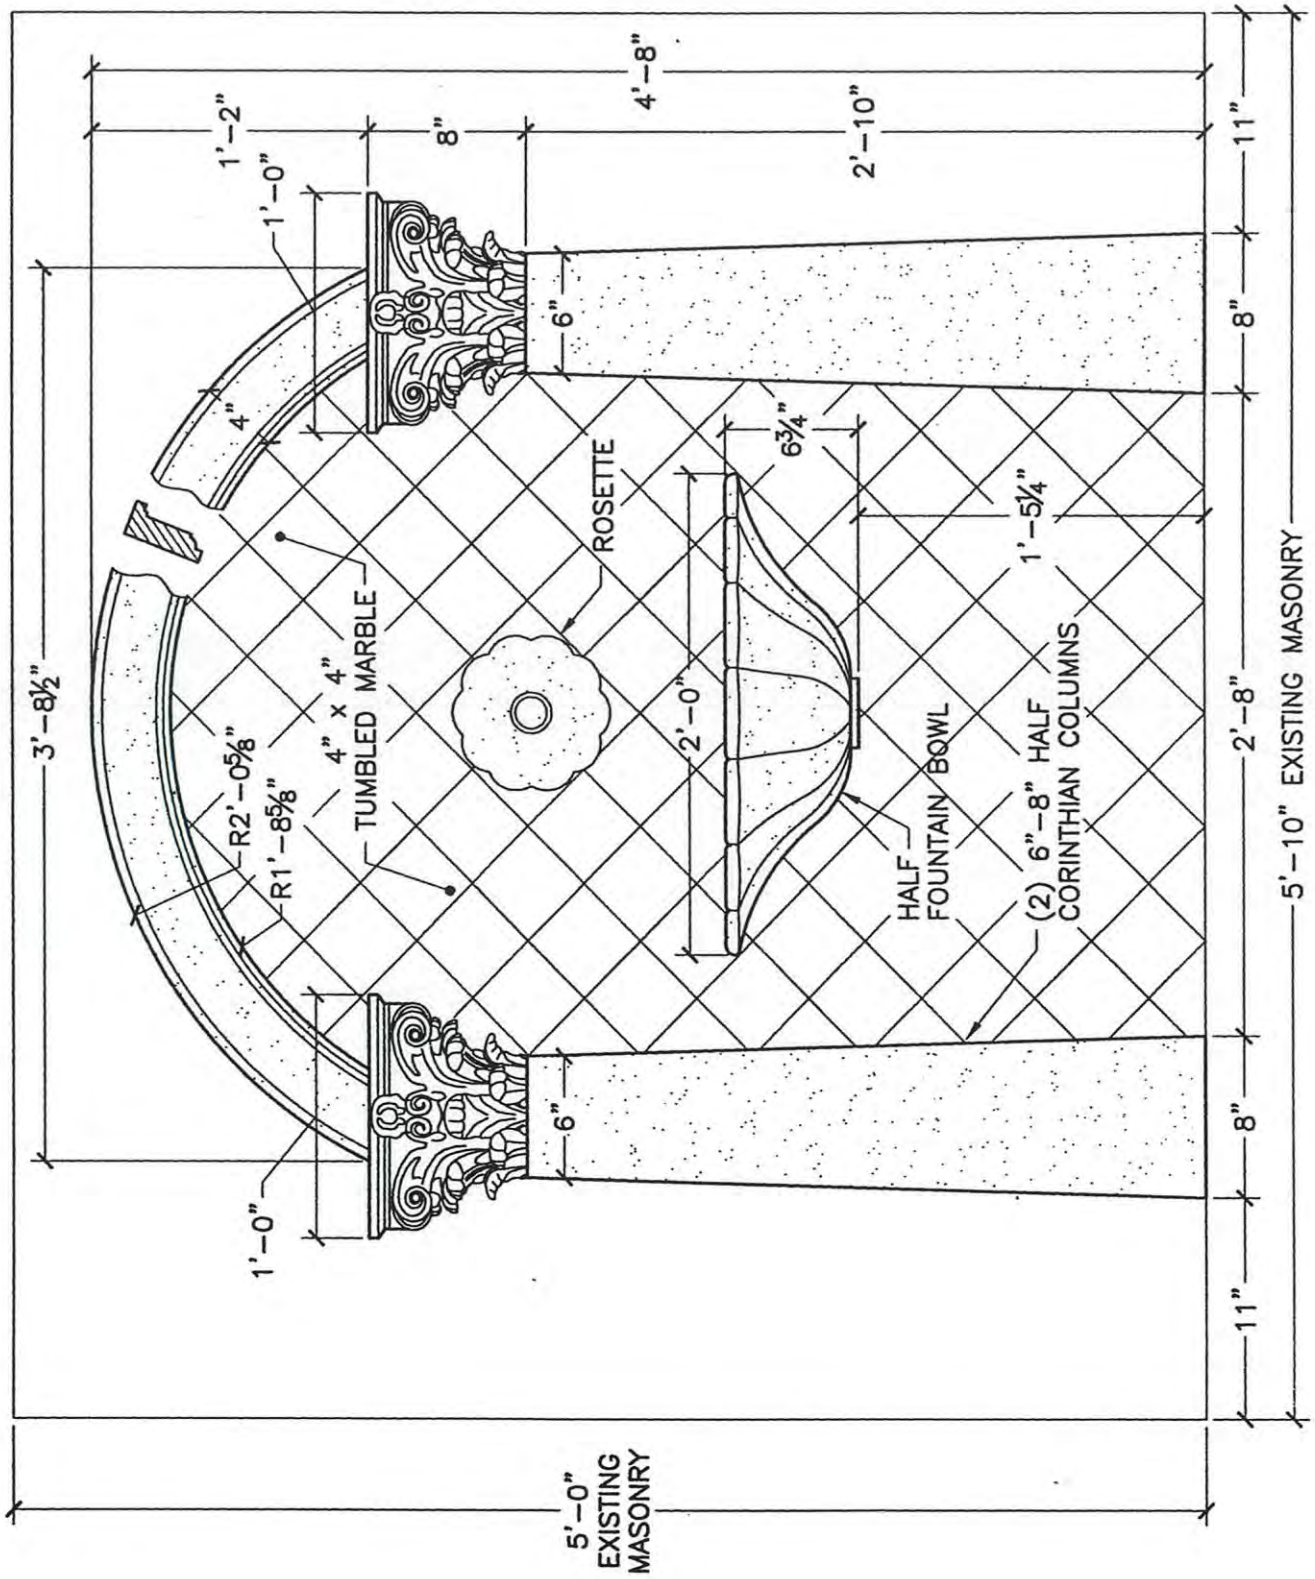 3'-8½"
4'-8"
1'-2"
8"
2'-10"
1'-0"
1'-0"
4"
R2'-0⅝"
R1'-8⅝"
4" x 4"
TUMBLED MARBLE
ROSETTE
6"
6"
2'-0"
6¾"
1'-5¼"
HALF
FOUNTAIN BOWL
(2) 6"-8" HALF
CORINTHIAN COLUMNS
11"
8"
2'-8"
8"
11"
5'-10" EXISTING MASONRY
5'-0"
EXISTING
MASONRY